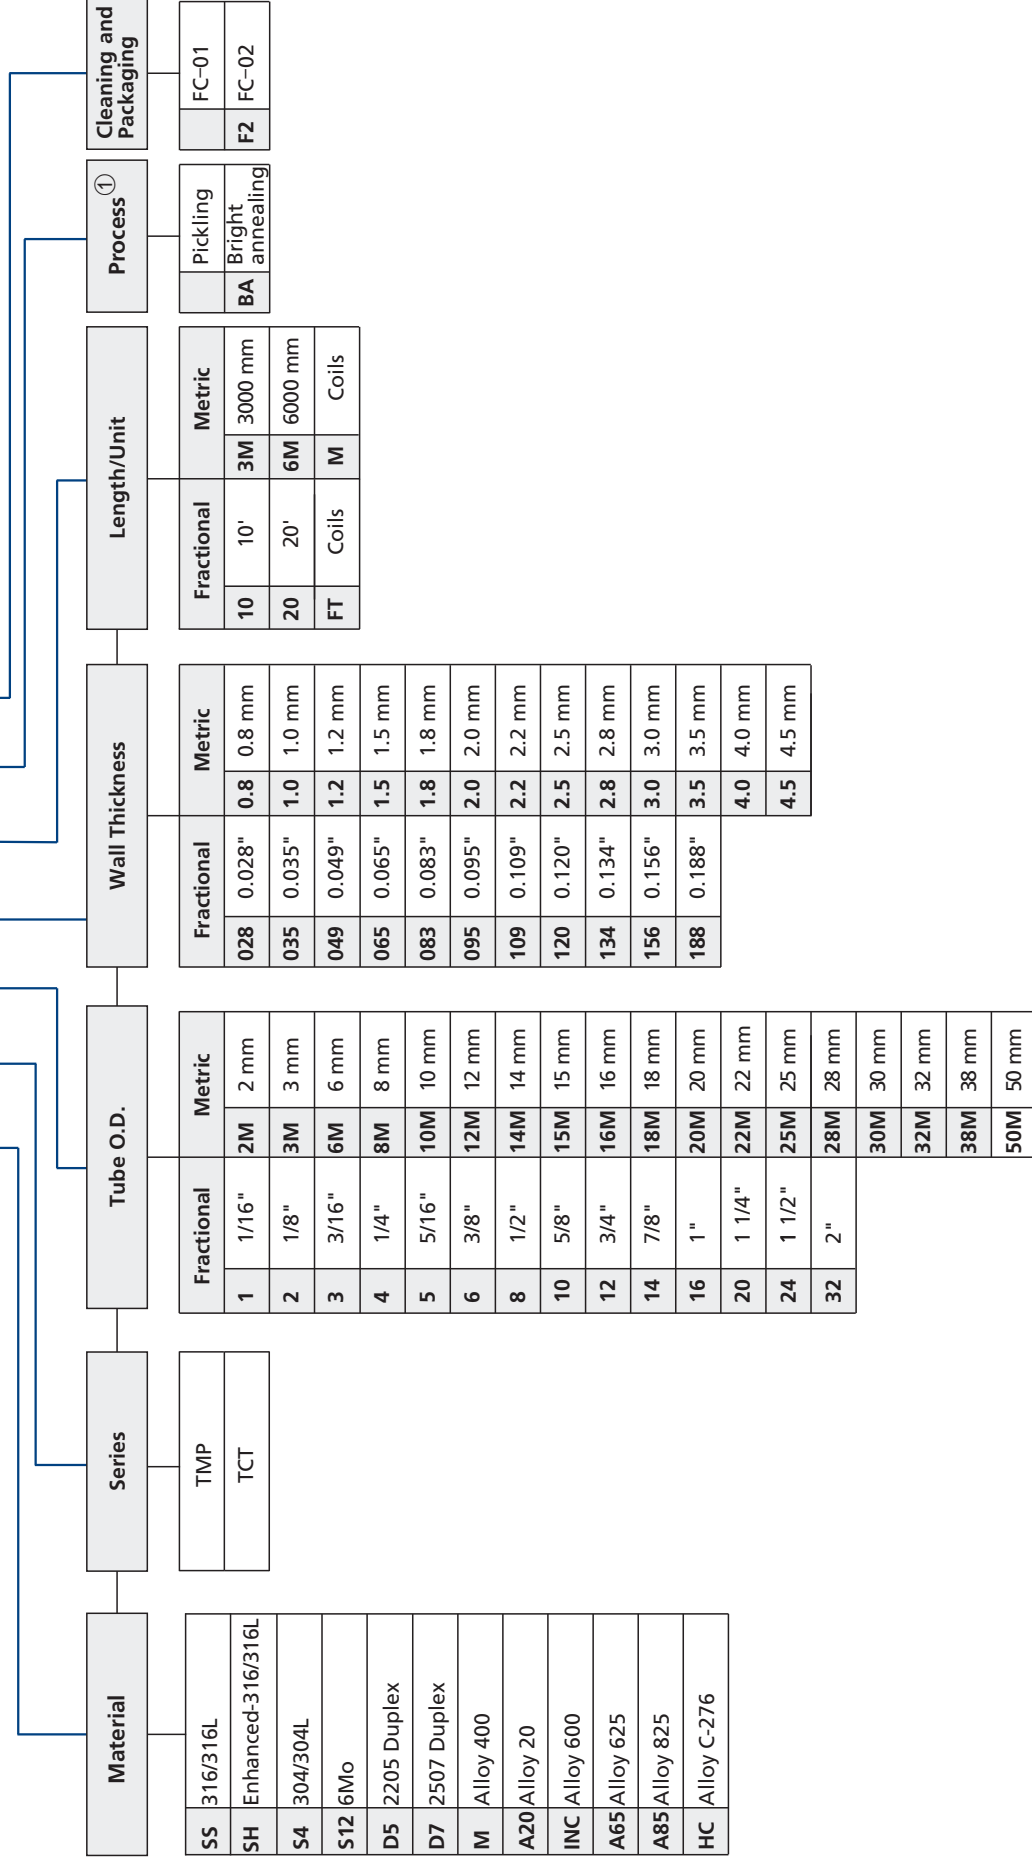 Material
SS 316/316L
SH Enhanced-316/316L
S4 304/304L
S12 6Mo
D5 2205 Duplex
D7 2507 Duplex
M Alloy 400
A20 Alloy 20
INC Alloy 600
A65 Alloy 625
A85 Alloy 825
HC Alloy C-276
Series
TMP
TCT
Tube O.D.
Fractional Metric
1 1/16" 2M 2 mm
2 1/8" 3M 3 mm
3 3/16" 6M 6 mm
4 1/4" 8M 8 mm
5 5/16" 10M 10 mm
6 3/8" 12M 12 mm
8 1/2" 14M 14 mm
10 5/8" 15M 15 mm
12 3/4" 16M 16 mm
14 7/8" 18M 18 mm
16 1" 20M 20 mm
20 1 1/4" 22M 22 mm
24 1 1/2" 25M 25 mm
32 2" 28M 28 mm
30M 30 mm
32M 32 mm
38M 38 mm
50M 50 mm
Wall Thickness
Fractional Metric
028 0.028" 0.8 0.8 mm
035 0.035" 1.0 1.0 mm
049 0.049" 1.2 1.2 mm
065 0.065" 1.5 1.5 mm
083 0.083" 1.8 1.8 mm
095 0.095" 2.0 2.0 mm
109 0.109" 2.2 2.2 mm
120 0.120" 2.5 2.5 mm
134 0.134" 2.8 2.8 mm
156 0.156" 3.0 3.0 mm
188 0.188" 3.5 3.5 mm
4.0 4.0 mm
4.5 4.5 mm
Length/Unit
Fractional Metric
10 10' 3M 3000 mm
20 20' 6M 6000 mm
FT Coils M Coils
Process ①
Pickling
BA Bright
annealing
Cleaning and
Packaging
FC-01
F2 FC-02